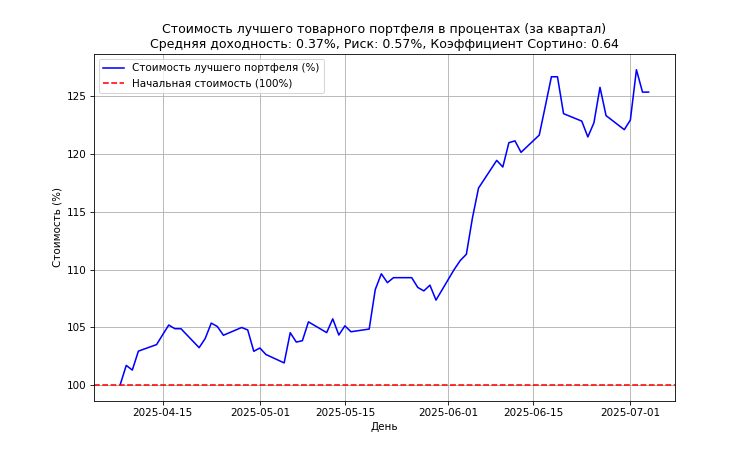 Стоимость лучшего товарного портфеля в процентах (за квартал)
Средняя доходность: 0.37%, Риск: 0.57%, Коэффициент Сортино: 0.64
Стоимость лучшего портфеля (%)
Начальная стоимость (100%)
Стоимость (%)
125
120
115
110
105
100
2025-04-15
2025-05-01
2025-05-15
2025-06-01
2025-06-15
2025-07-01
День